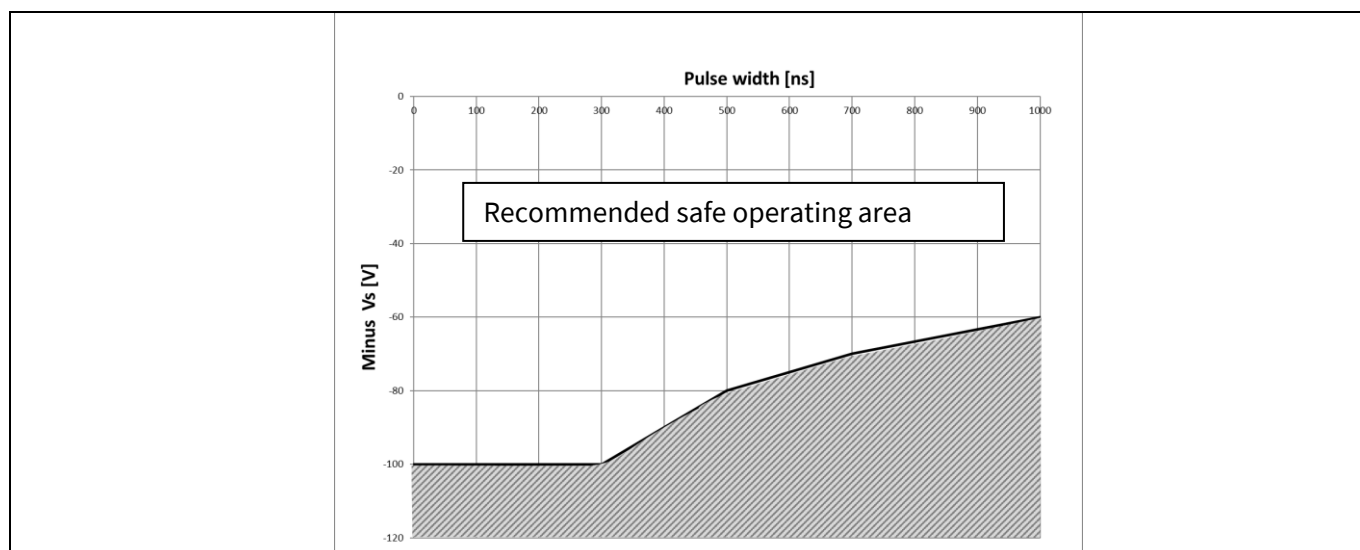 Pulse width [ns]
0
0 100 200 300 400 500 600 700 800 900 1000
-20
Recommended safe operating area
-40
Minus Vs [V]
-60
-80
-100
-120